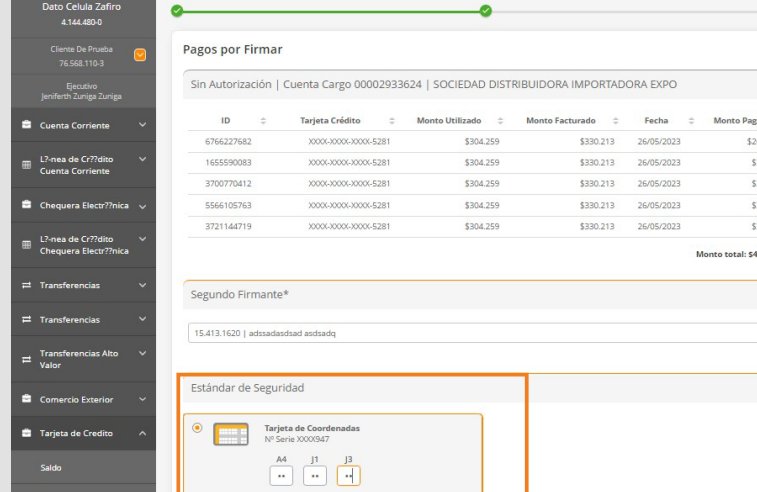 Dato Celula Zafiro
4.144.480-0
Cliente De Prueba
76.568.110-3
Ejecutivo
Jeniferth Zuniga Zuniga
Cuenta Corriente
L?-nea de Cr??dito
Cuenta Corriente
Chequera Electr??nica
L?-nea de Cr??dito
Chequera Electr??nica
Transferencias
Transferencias
Transferencias Alto
Valor
Comercio Exterior
Tarjeta de Credito
Saldo
Pagos por Firmar
Sin Autorización | Cuenta Cargo 00002933624 | SOCIEDAD DISTRIBUIDORA IMPORTADORA EXPO
ID Tarjeta Crédito Monto Utilizado Monto Facturado Fecha Monto Pag
6766227682 XXXX-XXXX-XXXX-5281 $304.259 $330.213 26/05/2023 $2
1655590083 XXXX-XXXX-XXXX-5281 $304.259 $330.213 26/05/2023 $
3700770412 XXXX-XXXX-XXXX-5281 $304.259 $330.213 26/05/2023 $
5566105763 XXXX-XXXX-XXXX-5281 $304.259 $330.213 26/05/2023 $
3721144719 XXXX-XXXX-XXXX-5281 $304.259 $330.213 26/05/2023 $
Monto total: $4
Segundo Firmante*
15.413.1620 | adssadasdsad asdsadq
Estándar de Seguridad
Tarjeta de Coordenadas
Nº Serie XXXX947
A4 J1 J3
•• •• ••